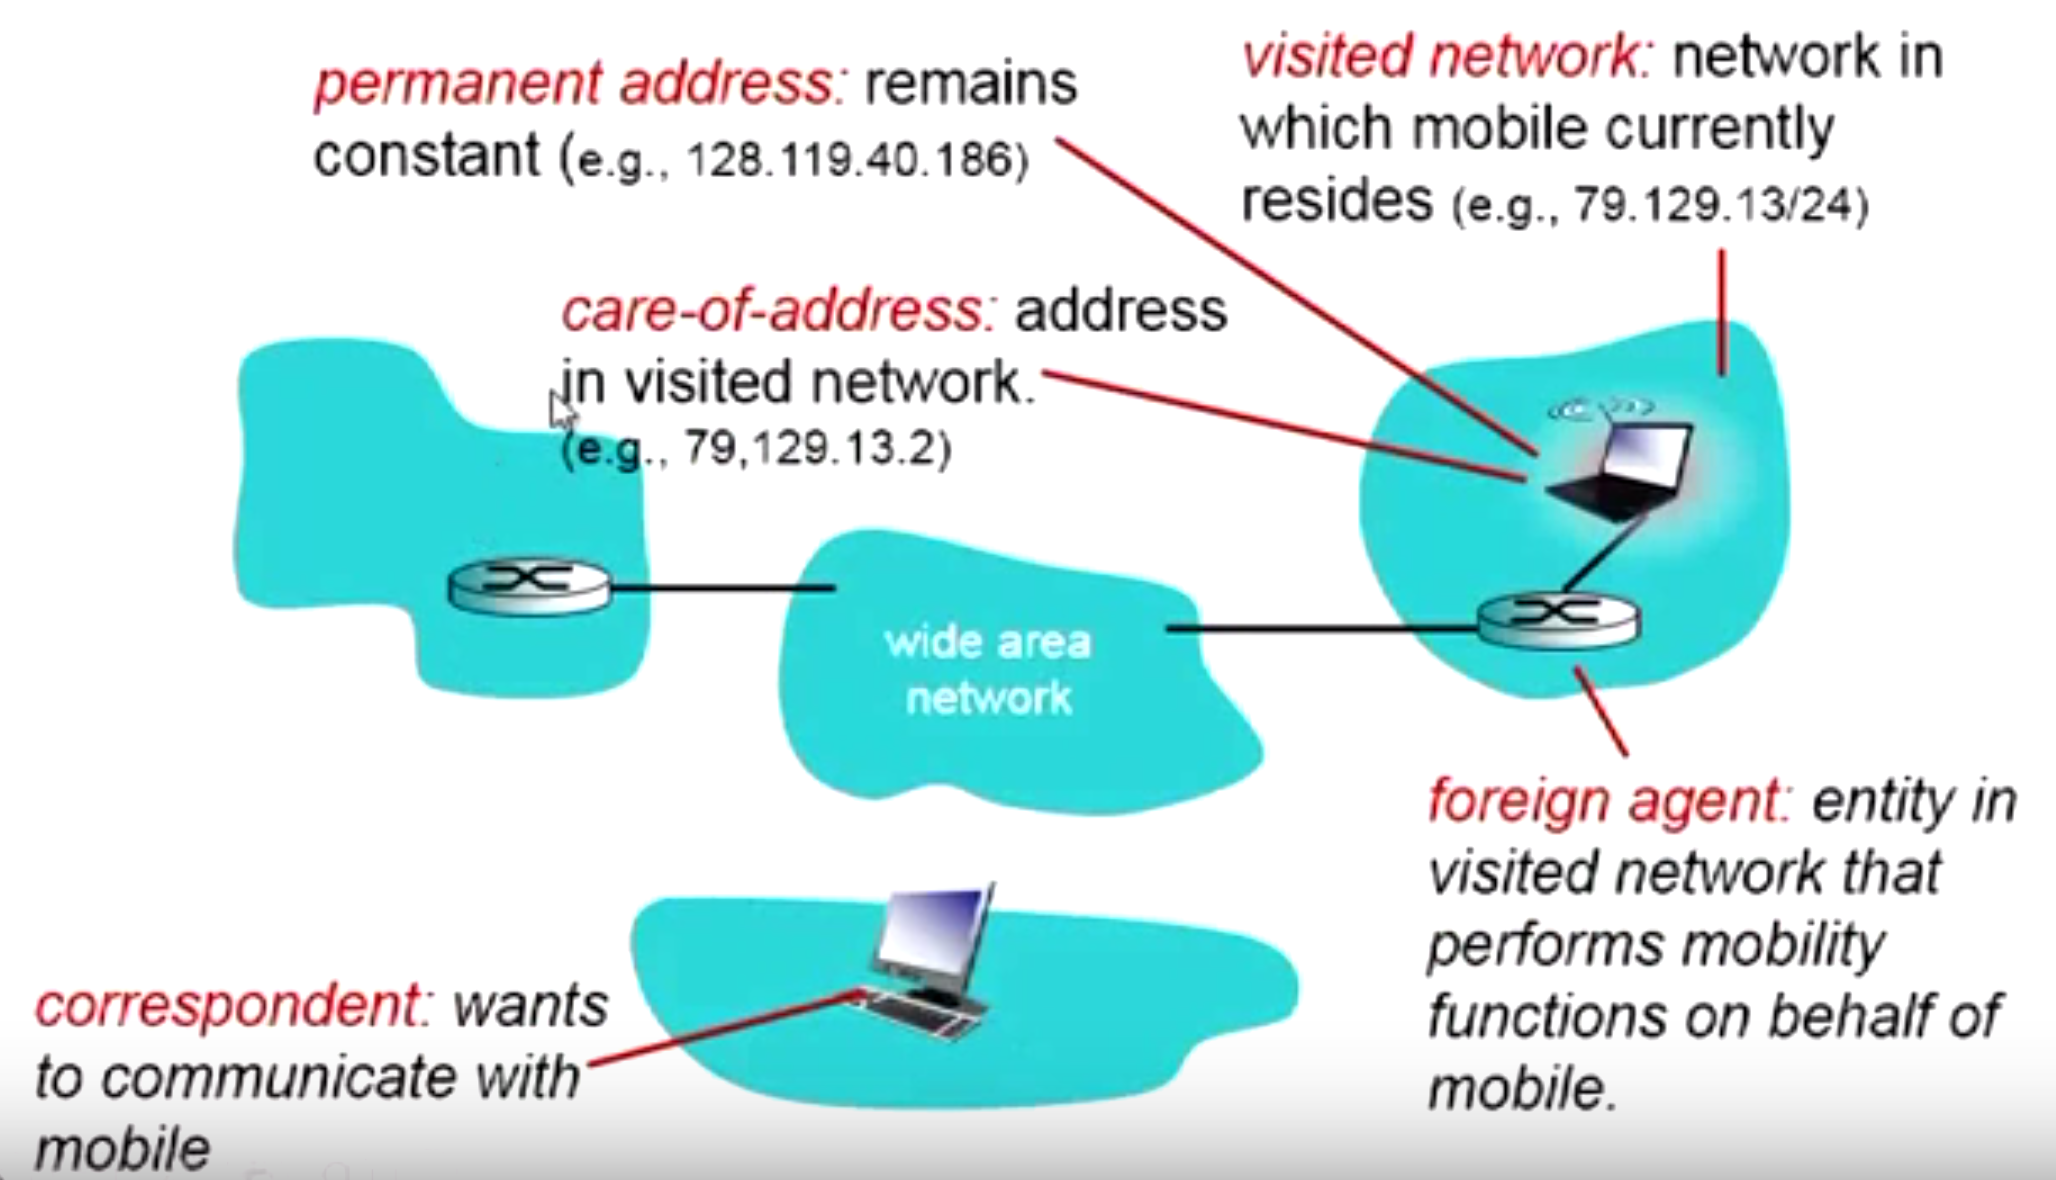 permanent address: remains
constant (e.g., 128.119.40.186)
visited network: network in
which mobile currently
resides (e.g., 79.129.13/24)
care-of-address: address
in visited network.
(e.g., 79,129.13.2)
wide area
network
foreign agent: entity in
visited network that
performs mobility
functions on behalf of
mobile.
correspondent: wants
to communicate with
mobile